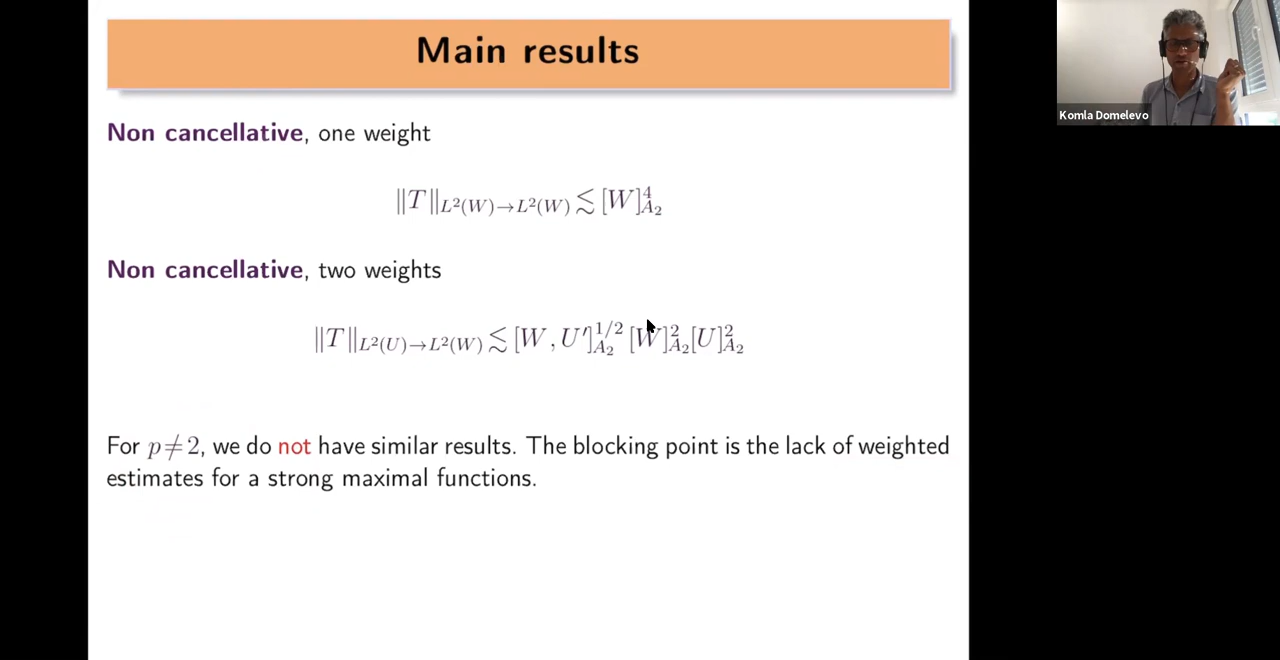 Main results
Non cancellative, one weight
‖T‖_{L²(W)→L²(W)} ≲ [W]⁴_{A₂}
Non cancellative, two weights
‖T‖_{L²(U)→L²(W)} ≲ [W, U′]^{1/2}_{A₂} [W]²_{A₂} [U]²_{A₂}
For p ≠ 2, we do not have similar results. The blocking point is the lack of weighted
estimates for a strong maximal functions.
Komla Domelevo